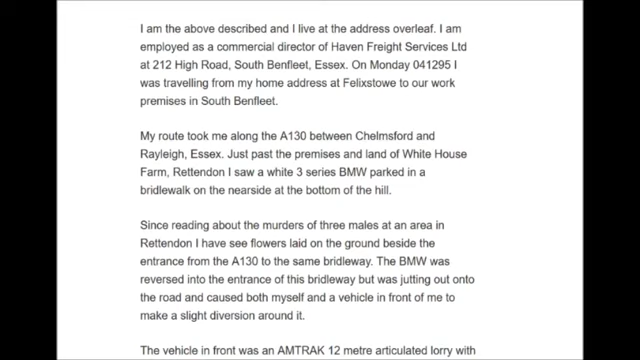 I am the above described and I live at the address overleaf. I am
employed as a commercial director of Haven Freight Services Ltd
at 212 High Road, South Benfleet, Essex. On Monday 041295 I
was travelling from my home address at Felixstowe to our work
premises in South Benfleet.
My route took me along the A130 between Chelmsford and
Rayleigh, Essex. Just past the premises and land of White House
Farm, Rettendon I saw a white 3 series BMW parked in a
bridlewalk on the nearside at the bottom of the hill.
Since reading about the murders of three males at an area in
Rettendon I have see flowers laid on the ground beside the
entrance from the A130 to the same bridleway. The BMW was
reversed into the entrance of this bridleway but was jutting out onto
the road and caused both myself and a vehicle in front of me to
make a slight diversion around it.
The vehicle in front was an AMTRAK 12 metre articulated lorry with